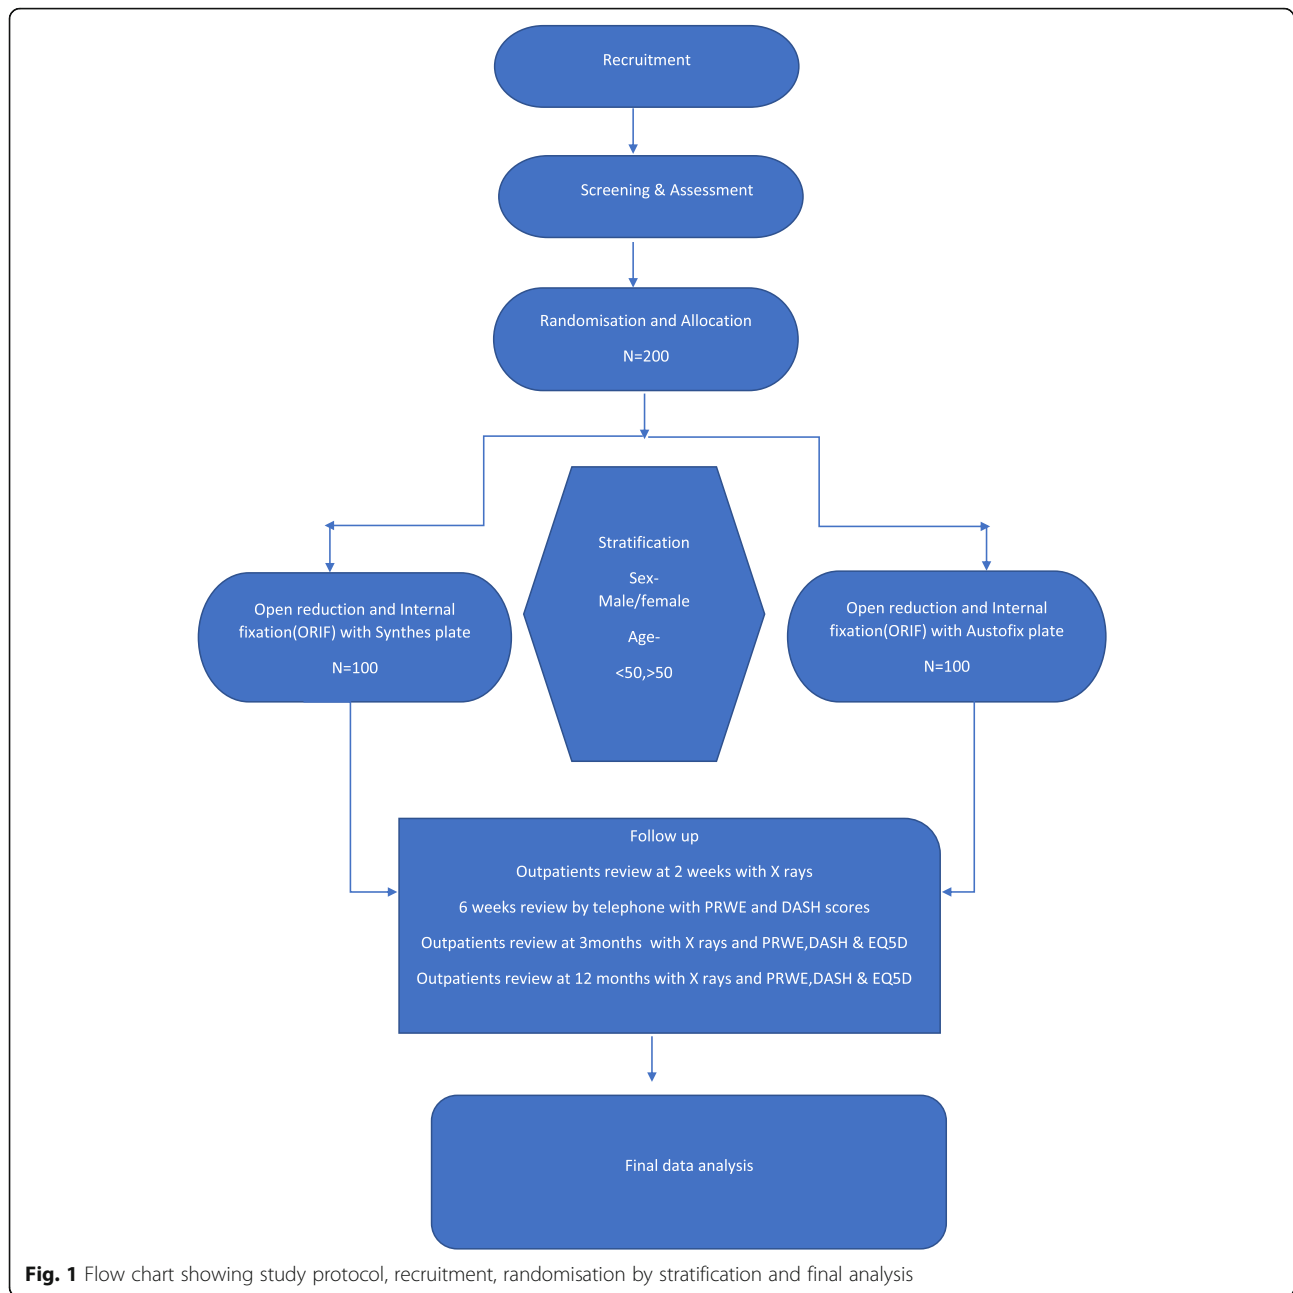 Recruitment
Screening & Assessment
Randomisation and Allocation
N=200
Stratification
Sex-
Male/female
Age-
<50,>50
Open reduction and Internal
fixation(ORIF) with Synthes plate
N=100
Open reduction and Internal
fixation(ORIF) with Austofix plate
N=100
Follow up
Outpatients review at 2 weeks with X rays
6 weeks review by telephone with PRWE and DASH scores
Outpatients review at 3months with X rays and PRWE,DASH & EQ5D
Outpatients review at 12 months with X rays and PRWE,DASH & EQ5D
Final data analysis
Fig. 1 Flow chart showing study protocol, recruitment, randomisation by stratification and final analysis